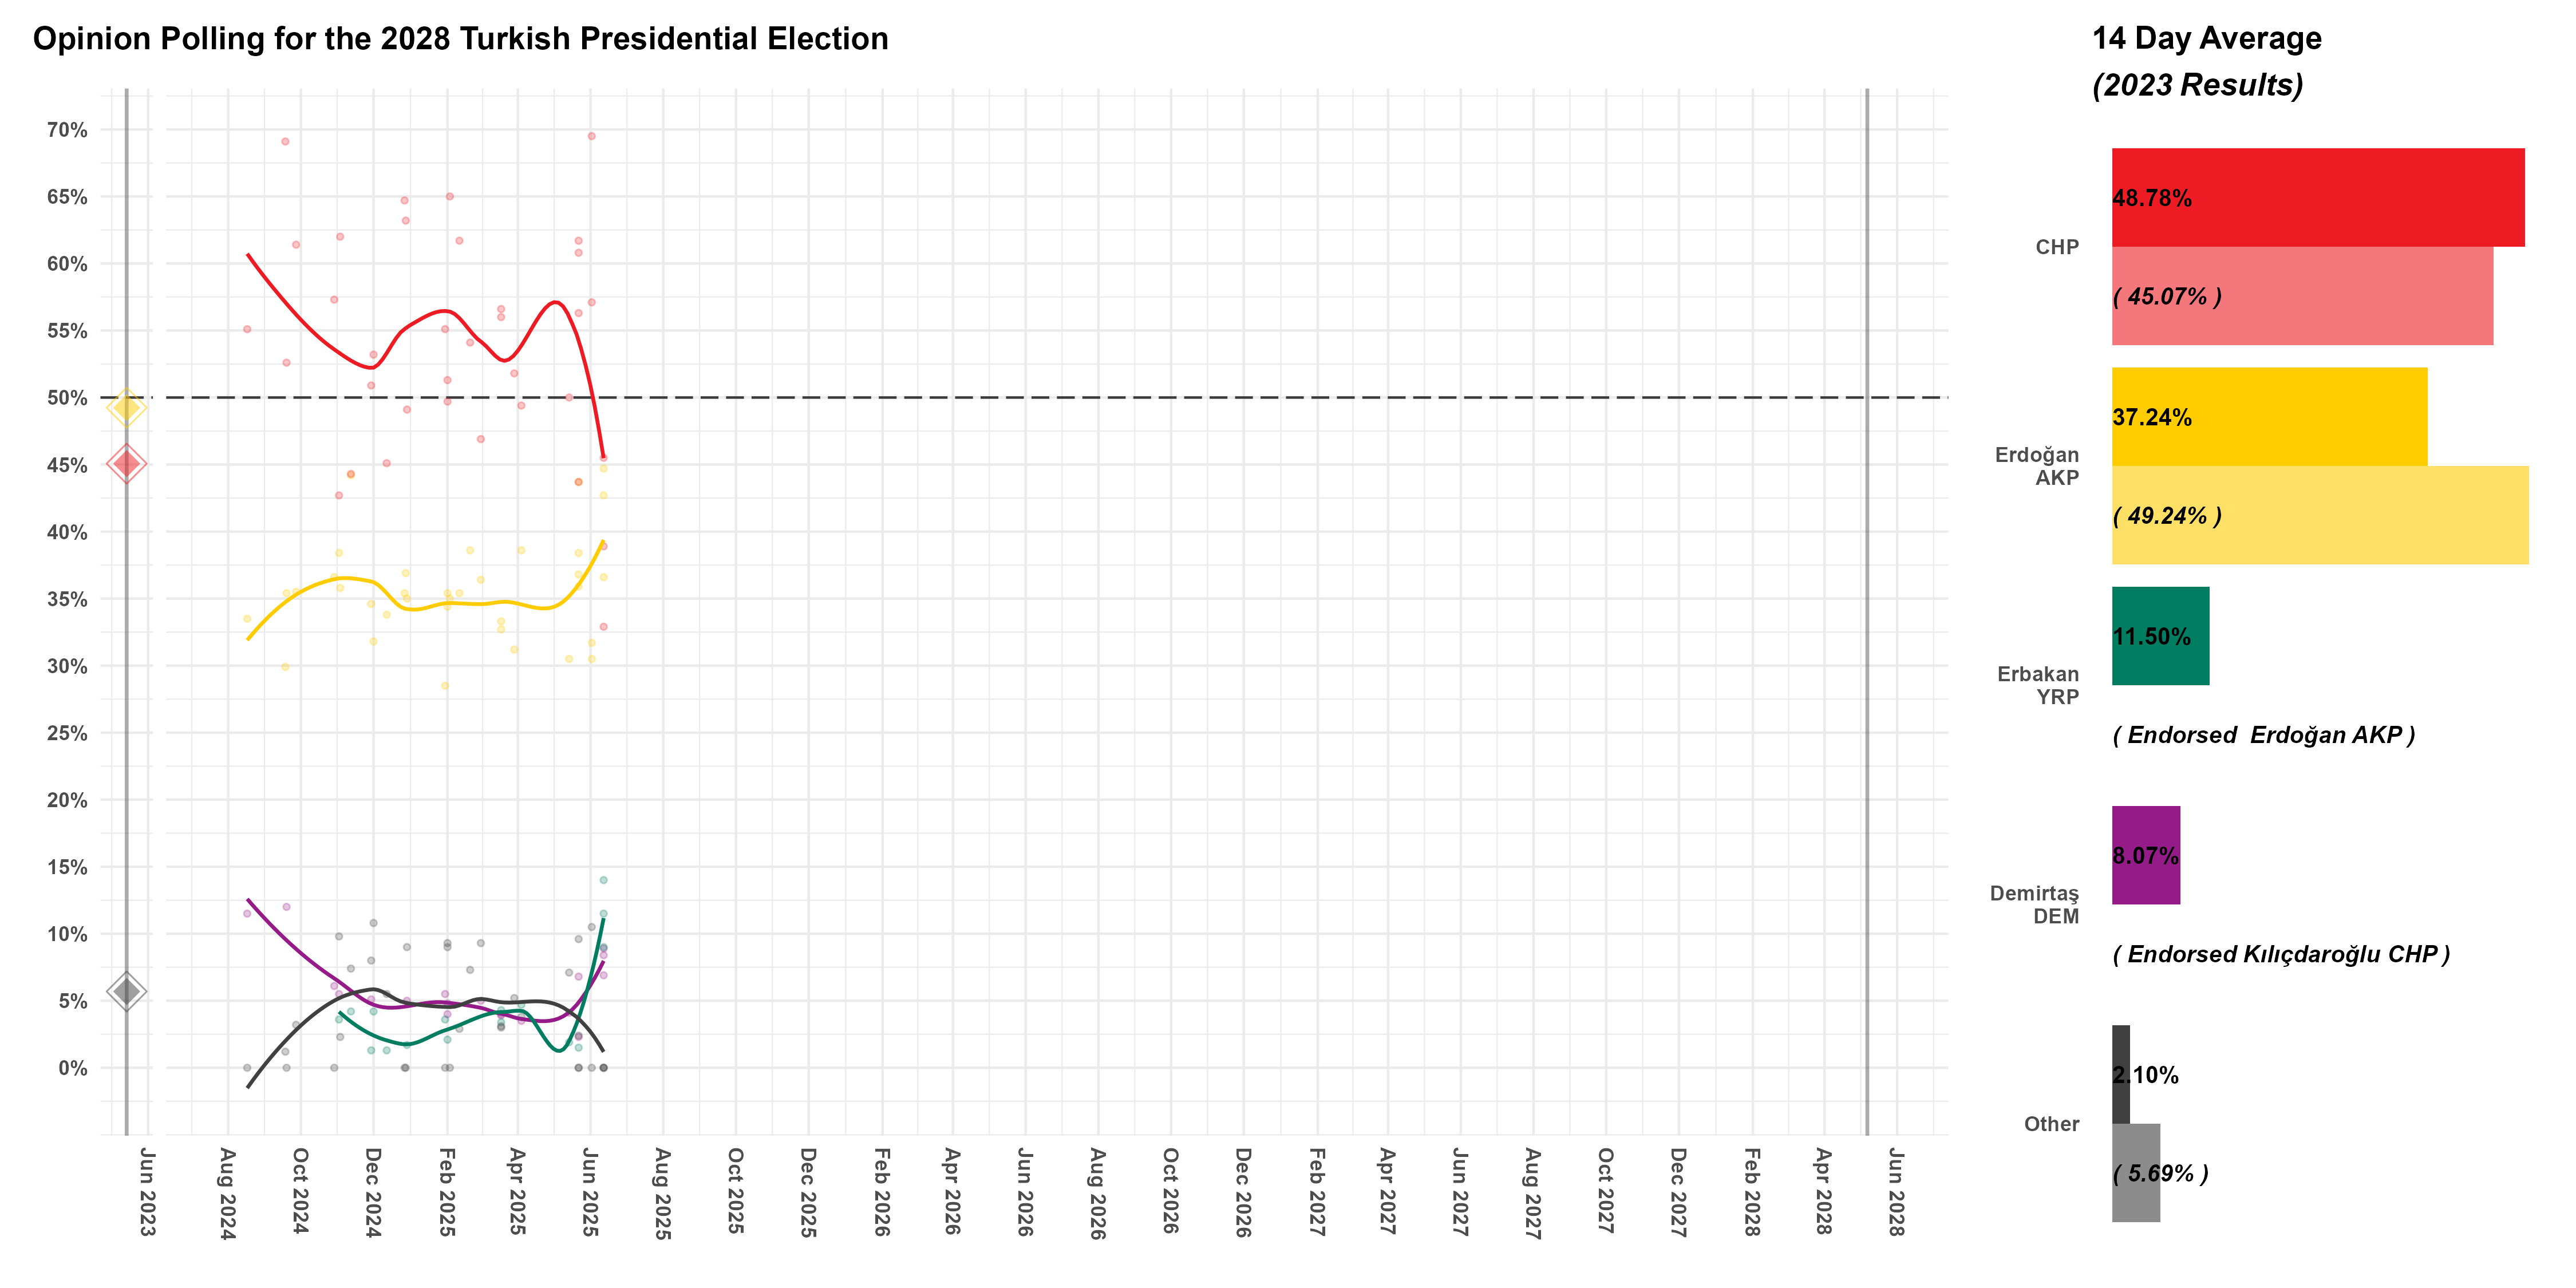 Opinion Polling for the 2028 Turkish Presidential Election
14 Day Average
(2023 Results)
70%
65%
60%
55%
50%
45%
40%
35%
30%
25%
20%
15%
10%
5%
0%
Jun 2023
Aug 2024
Oct 2024
Dec 2024
Feb 2025
Apr 2025
Jun 2025
Aug 2025
Oct 2025
Dec 2025
Feb 2026
Apr 2026
Jun 2026
Aug 2026
Oct 2026
Dec 2026
Feb 2027
Apr 2027
Jun 2027
Aug 2027
Oct 2027
Dec 2027
Feb 2028
Apr 2028
Jun 2028
CHP
48.78%
( 45.07% )
Erdoğan
AKP
37.24%
( 49.24% )
Erbakan
YRP
11.50%
( Endorsed  Erdoğan AKP )
Demirtaş
DEM
8.07%
( Endorsed Kılıçdaroğlu CHP )
Other
2.10%
( 5.69% )